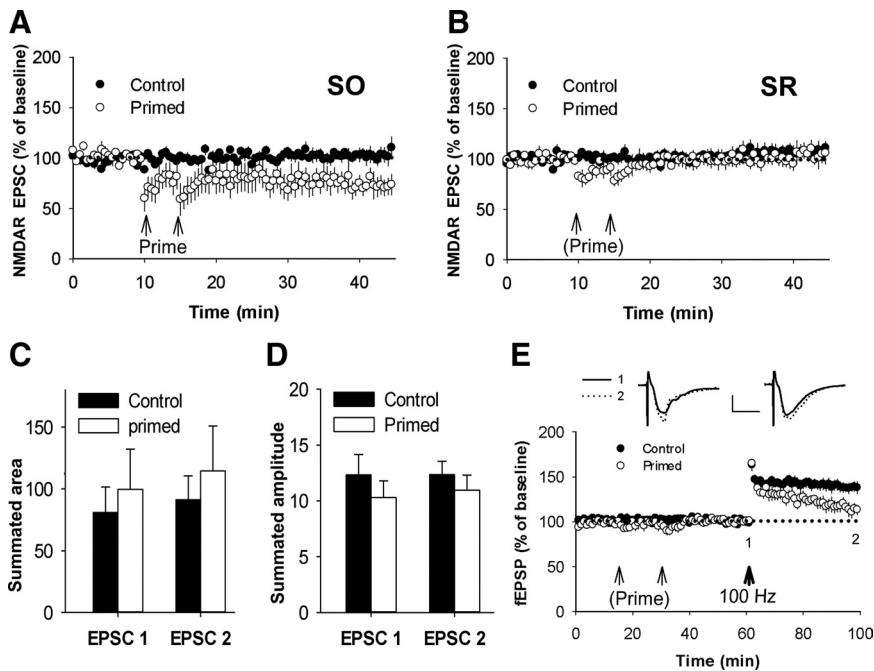 A
200
150
100
50
0
NMDAR EPSC (% of baseline)
Control
Primed
SO
Prime
0 10 20 30 40
Time (min)
B
200
150
100
50
0
NMDAR EPSC (% of baseline)
Control
Primed
SR
(Prime)
0 10 20 30 40
Time (min)
C
150
100
50
0
Summated area
Control
primed
EPSC 1 EPSC 2
D
20
15
10
5
0
Summated amplitude
Control
Primed
EPSC 1 EPSC 2
E
1
2
200
150
100
50
0
fEPSP (% of baseline)
Control
Primed
1 2
(Prime) 100 Hz
0 20 40 60 80 100
Time (min)